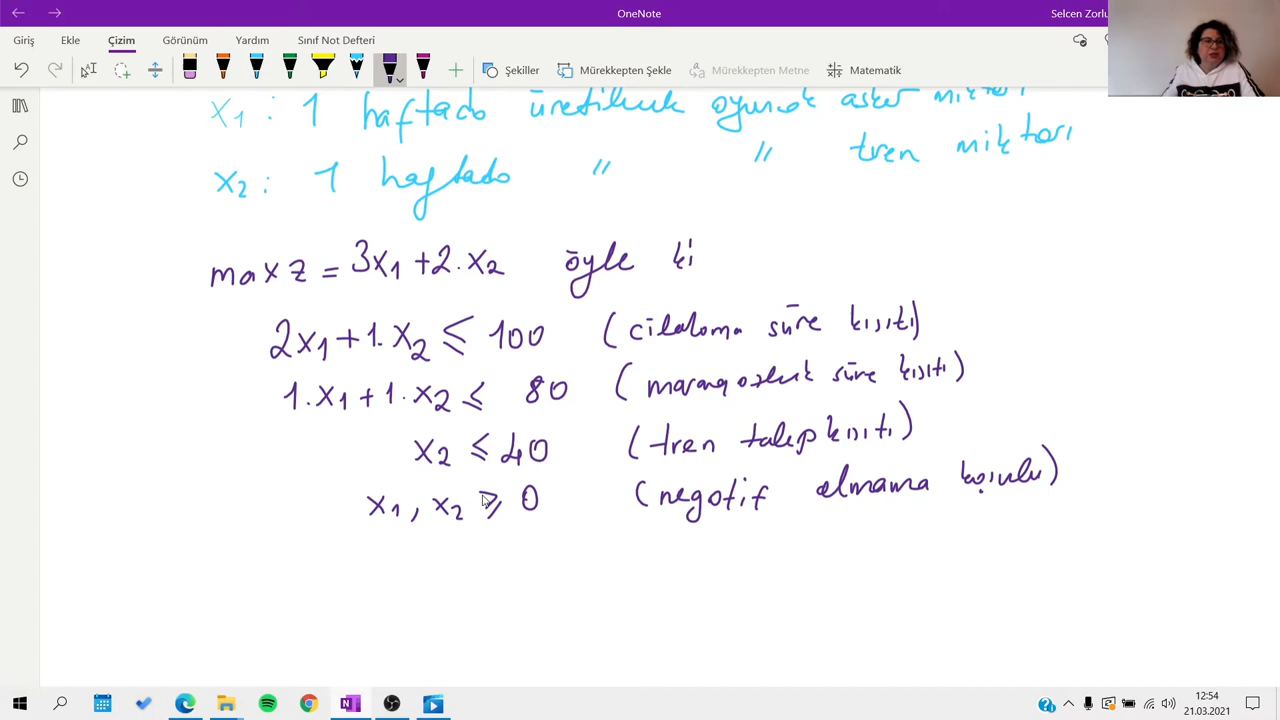 OneNote
Selcen Zorlu
Giriş Ekle Çizim Görünüm Yardım Sınıf Not Defteri
Şekiller Mürekkepten Şekle Mürekkepten Metne Matematik
x1 : 1 haftada üretilecek oyuncak asker miktarı
x2 : 1 haftada " " tren miktarı
max z = 3x1 + 2.x2 öyle ki
2x1 + 1.x2 ≤ 100 (cilalama süre kısıtı)
1.x1 + 1.x2 ≤ 80 (marangozluk süre kısıtı)
x2 ≤ 40 (tren talep kısıtı)
x1, x2 ≥ 0 (negatif olmama koşulu)
12:54
21.03.2021